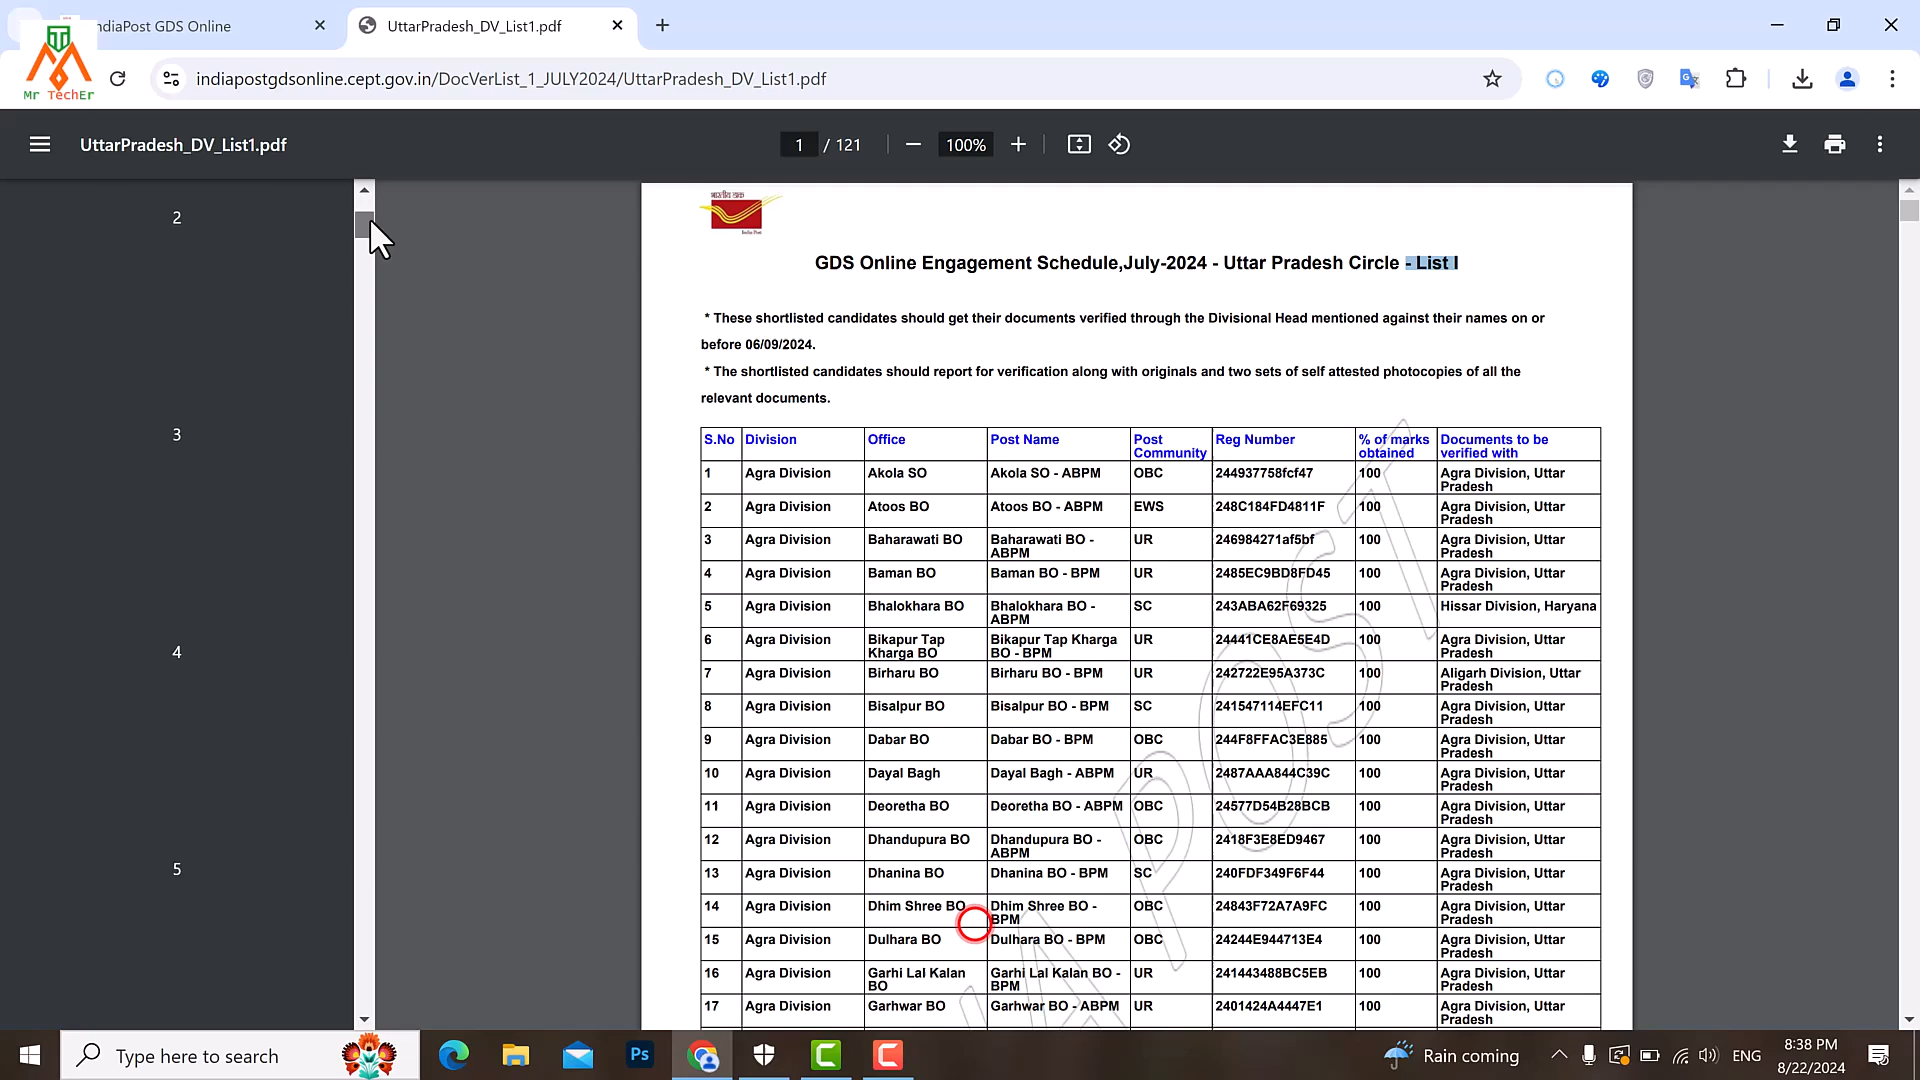 IndiaPost GDS Online
UttarPradesh_DV_List1.pdf
Mr TechEr
indiapostgdsonline.cept.gov.in/DocVerList_1_JULY2024/UttarPradesh_DV_List1.pdf
UttarPradesh_DV_List1.pdf
1 / 121
100%
2
3
4
5
भारतीय डाक
India Post
GDS Online Engagement Schedule,July-2024 - Uttar Pradesh Circle - List I
* These shortlisted candidates should get their documents verified through the Divisional Head mentioned against their names on or
before 06/09/2024.
* The shortlisted candidates should report for verification along with originals and two sets of self attested photocopies of all the
relevant documents.
S.No Division Office Post Name Post Community Reg Number % of marks obtained Documents to be verified with
1 Agra Division Akola SO Akola SO - ABPM OBC 244937758fcf47 100 Agra Division, Uttar Pradesh
2 Agra Division Atoos BO Atoos BO - ABPM EWS 248C184FD4811F 100 Agra Division, Uttar Pradesh
3 Agra Division Baharawati BO Baharawati BO - ABPM UR 246984271af5bf 100 Agra Division, Uttar Pradesh
4 Agra Division Baman BO Baman BO - BPM UR 2485EC9BD8FD45 100 Agra Division, Uttar Pradesh
5 Agra Division Bhalokhara BO Bhalokhara BO - ABPM SC 243ABA62F69325 100 Hissar Division, Haryana
6 Agra Division Bikapur Tap Kharga BO Bikapur Tap Kharga BO - BPM UR 24441CE8AE5E4D 100 Agra Division, Uttar Pradesh
7 Agra Division Birharu BO Birharu BO - BPM UR 242722E95A373C 100 Aligarh Division, Uttar Pradesh
8 Agra Division Bisalpur BO Bisalpur BO - BPM SC 241547114EFC11 100 Agra Division, Uttar Pradesh
9 Agra Division Dabar BO Dabar BO - BPM OBC 244F8FFAC3E885 100 Agra Division, Uttar Pradesh
10 Agra Division Dayal Bagh Dayal Bagh - ABPM UR 2487AAA844C39C 100 Agra Division, Uttar Pradesh
11 Agra Division Deoretha BO Deoretha BO - ABPM OBC 24577D54B28BCB 100 Agra Division, Uttar Pradesh
12 Agra Division Dhandupura BO Dhandupura BO - ABPM OBC 2418F3E8ED9467 100 Agra Division, Uttar Pradesh
13 Agra Division Dhanina BO Dhanina BO - BPM SC 240FDF349F6F44 100 Agra Division, Uttar Pradesh
14 Agra Division Dhim Shree BO Dhim Shree BO - BPM OBC 24843F72A7A9FC 100 Agra Division, Uttar Pradesh
15 Agra Division Dulhara BO Dulhara BO - BPM OBC 24244E944713E4 100 Agra Division, Uttar Pradesh
16 Agra Division Garhi Lal Kalan BO Garhi Lal Kalan BO - BPM UR 241443488BC5EB 100 Agra Division, Uttar Pradesh
17 Agra Division Garhwar BO Garhwar BO - ABPM UR 2401424A4447E1 100 Agra Division, Uttar Pradesh
A POST
Type here to search
Ps
Rain coming
ENG
8:38 PM
8/22/2024